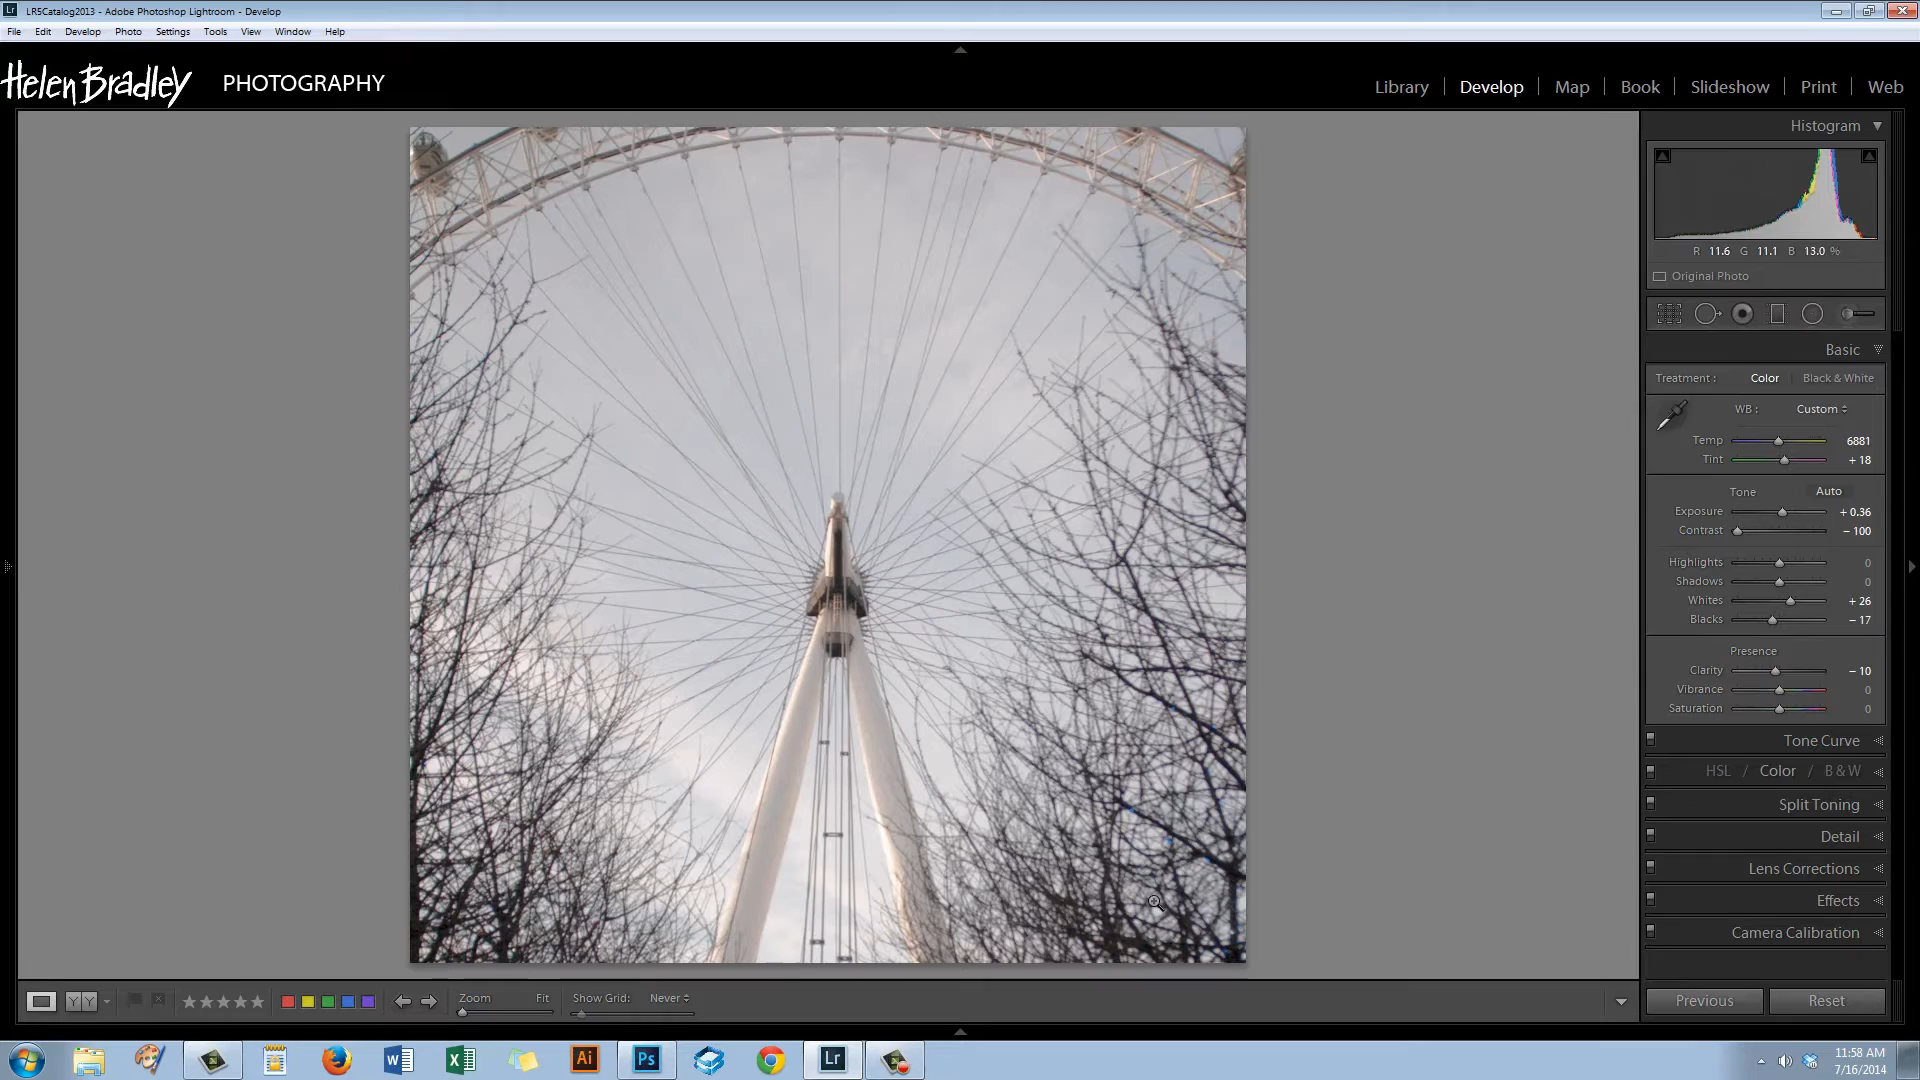 LR5Catalog2013 - Adobe Photoshop Lightroom - Develop
File Edit Develop Photo Settings Tools View Window Help
Helen Bradley PHOTOGRAPHY
Library Develop Map Book Slideshow Print Web
Histogram
R 11.6 G 11.1 B 13.0 %
Original Photo
Basic
Treatment : Color Black & White
WB : Custom
Temp 6881
Tint + 18
Tone Auto
Exposure + 0.36
Contrast – 100
Highlights 0
Shadows 0
Whites + 26
Blacks – 17
Presence
Clarity – 10
Vibrance 0
Saturation 0
Tone Curve
HSL / Color / B & W
Split Toning
Detail
Lens Corrections
Effects
Camera Calibration
Y Y Zoom Fit Show Grid: Never
Previous Reset
Ai Ps Lr
11:58 AM
7/16/2014